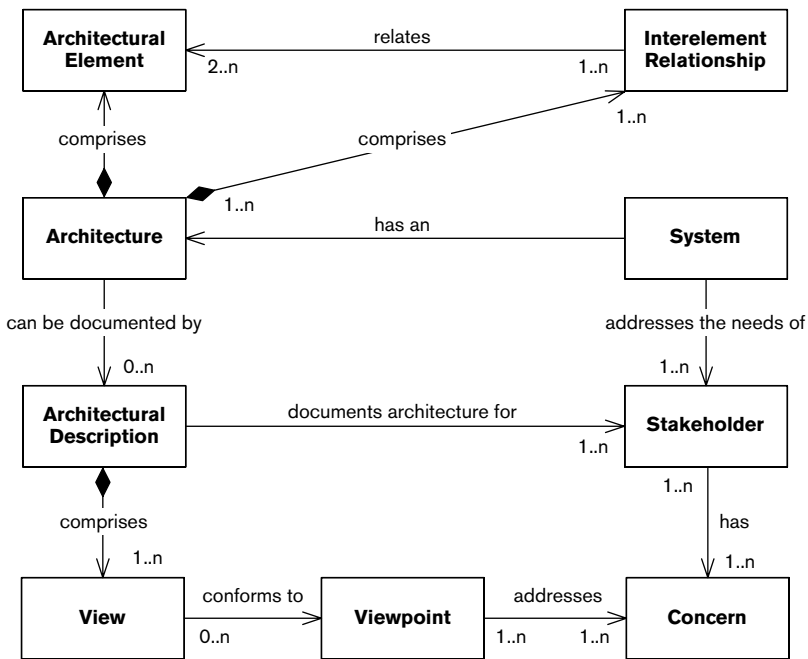 Architectural
Element
relates
2..n
1..n
Interelement
Relationship
1..n
comprises
comprises
1..n
Architecture
has an
System
can be documented by
addresses the needs of
0..n
1..n
Architectural
Description
documents architecture for
1..n
Stakeholder
1..n
comprises
has
1..n
1..n
View
conforms to
0..n
Viewpoint
addresses
1..n
1..n
Concern